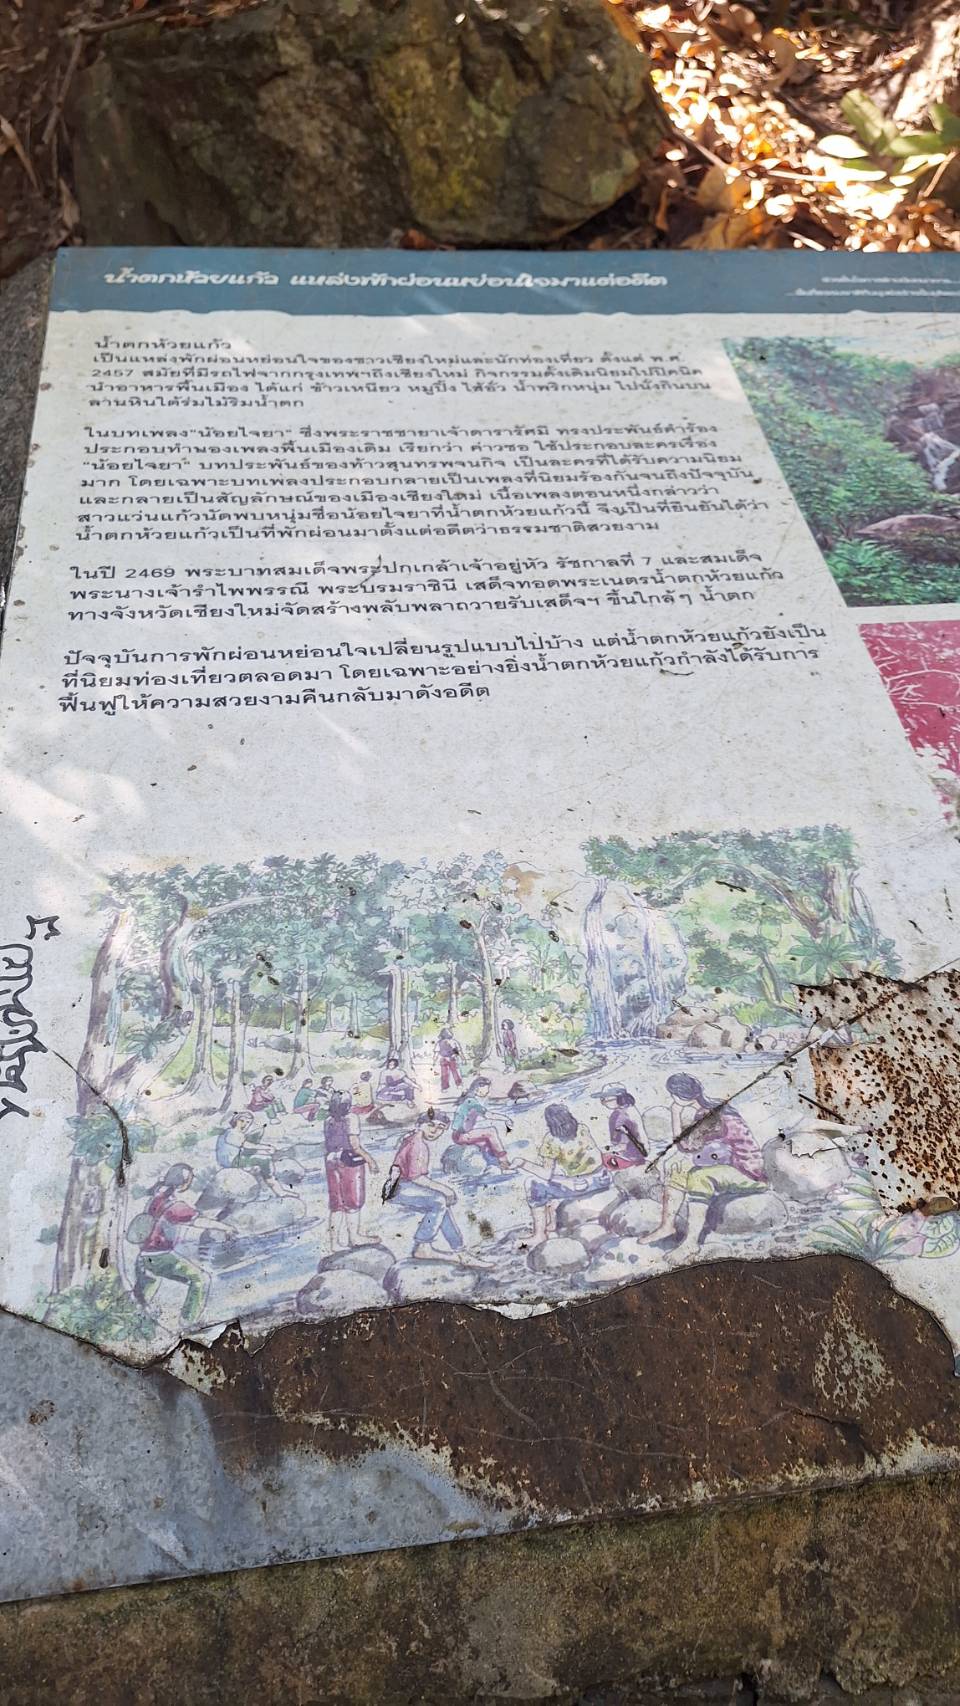 น้ำตกห้วยแก้ว แหล่งพักผ่อนหย่อนใจมาแต่อดีต
น้ำตกห้วยแก้ว
เป็นแหล่งพักผ่อนหย่อนใจของชาวเชียงใหม่และนักท่องเที่ยว ตั้งแต่ พ.ศ.
2457 สมัยที่มีรถไฟจากกรุงเทพฯถึงเชียงใหม่ กิจกรรมดั้งเดิมนิยมไปปิคนิค
นำอาหารพื้นเมือง ได้แก่ ข้าวเหนียว หมูปิ้ง ไส้อั่ว น้ำพริกหนุ่ม ไปนั่งกินบน
ลานหินใต้ร่มไม้ริมน้ำตก
ในบทเพลง"น้อยไจยา" ซึ่งพระราชชายาเจ้าดารารัศมี ทรงประพันธ์คำร้อง
ประกอบทำนองเพลงพื้นเมืองเดิม เรียกว่า ค่าวซอ ใช้ประกอบละครเรื่อง
"น้อยไจยา" บทประพันธ์ของท้าวสุนทรพจนกิจ เป็นละครที่ได้รับความนิยม
มาก โดยเฉพาะบทเพลงประกอบกลายเป็นเพลงที่นิยมร้องกันจนถึงปัจจุบัน
และกลายเป็นสัญลักษณ์ของเมืองเชียงใหม่ เนื้อเพลงตอนหนึ่งกล่าวว่า
สาวแว่นแก้วนัดพบหนุ่มชื่อน้อยไจยาที่น้ำตกห้วยแก้วนี้ จึงเป็นที่ยืนยันได้ว่า
น้ำตกห้วยแก้วเป็นที่พักผ่อนมาตั้งแต่อดีตว่าธรรมชาติสวยงาม
ในปี 2469 พระบาทสมเด็จพระปกเกล้าเจ้าอยู่หัว รัชกาลที่ 7 และสมเด็จ
พระนางเจ้ารำไพพรรณี พระบรมราชินี เสด็จทอดพระเนตรน้ำตกห้วยแก้ว
ทางจังหวัดเชียงใหม่จัดสร้างพลับพลาถวายรับเสด็จฯ ขึ้นใกล้ๆ น้ำตก
ปัจจุบันการพักผ่อนหย่อนใจเปลี่ยนรูปแบบไปบ้าง แต่น้ำตกห้วยแก้วยังเป็น
ที่นิยมท่องเที่ยวตลอดมา โดยเฉพาะอย่างยิ่งน้ำตกห้วยแก้วกำลังได้รับการ
ฟื้นฟูให้ความสวยงามคืนกลับมาดังอดีต